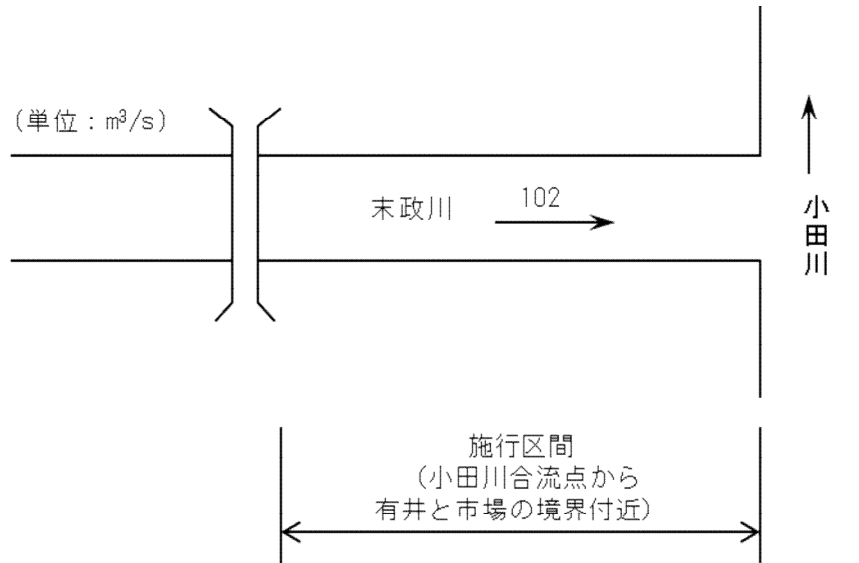 (単位：m³/s)
末政川
102
小田川
施行区間
(小田川合流点から
有井と市場の境界付近)